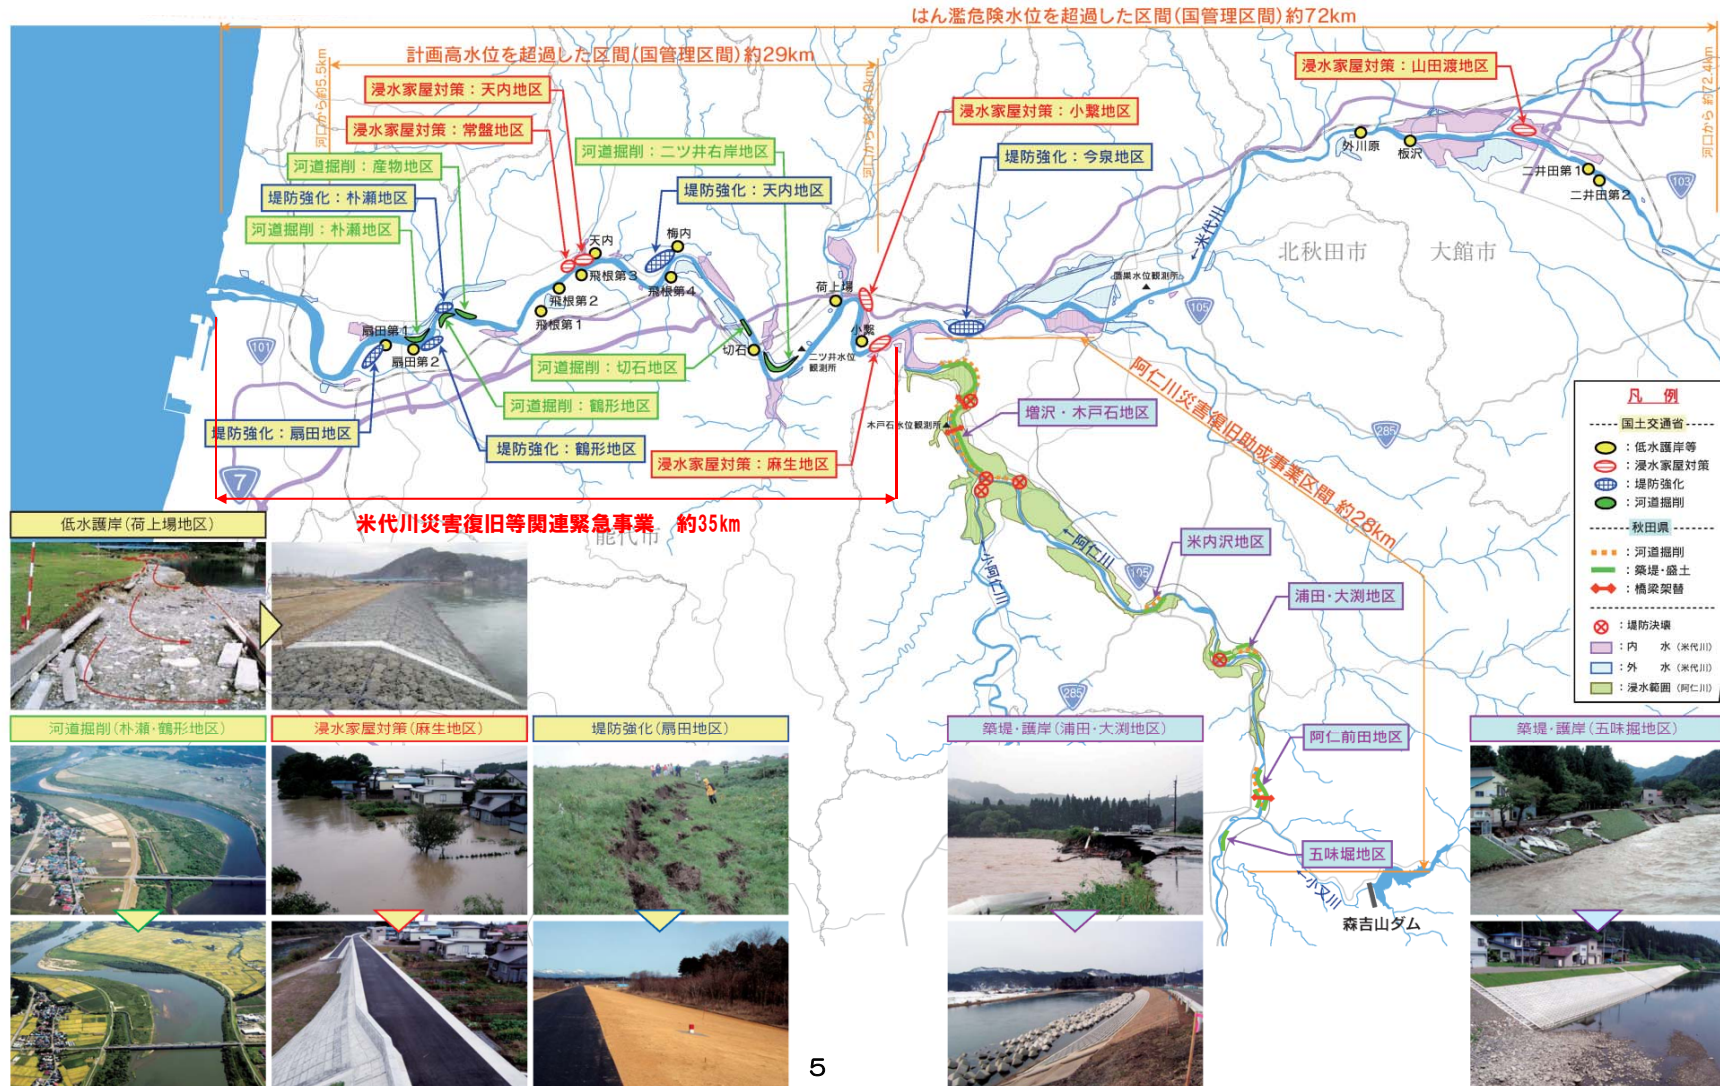 はん濫危険水位を超過した区間(国管理区間)約72km
計画高水位を超過した区間(国管理区間)約29km
河口から約5.5km
河口から 約34.9km
河口から 約72.4km
浸水家屋対策：天内地区
浸水家屋対策：常盤地区
河道掘削：産物地区
堤防強化：朴瀬地区
河道掘削：朴瀬地区
河道掘削：二ツ井右岸地区
堤防強化：天内地区
浸水家屋対策：小繋地区
堤防強化：今泉地区
浸水家屋対策：山田渡地区
外川原
板沢
二井田第1
二井田第2
103
←米代川
北秋田市
大館市
鷹巣水位観測所
105
天内
梅内
飛根第3
飛根第2
飛根第4
飛根第1
荷上場
小繋
切石
二ツ井水位
観測所
扇田第1
扇田第2
101
河道掘削：切石地区
河道掘削：鶴形地区
堤防強化：扇田地区
堤防強化：鶴形地区
浸水家屋対策：麻生地区
7
米代川災害復旧等関連緊急事業　約35km
能代市
阿仁川災害復旧助成事業区間 約28km
木戸石水位観測所
増沢・木戸石地区
285
←阿仁川
小阿仁川
105
米内沢地区
浦田・大渕地区
285
阿仁前田地区
五味堀地区
←小又川
森吉山ダム
凡　例
国土交通省
：低水護岸等
：浸水家屋対策
：堤防強化
：河道掘削
秋田県
：河道掘削
：築堤・盛土
：橋梁架替
：堤防決壊
：内　水（米代川）
：外　水（米代川）
：浸水範囲（阿仁川）
低水護岸(荷上場地区)
河道掘削(朴瀬・鶴形地区)
浸水家屋対策(麻生地区)
堤防強化(扇田地区)
築堤・護岸(浦田・大渕地区)
築堤・護岸(五味堀地区)
5